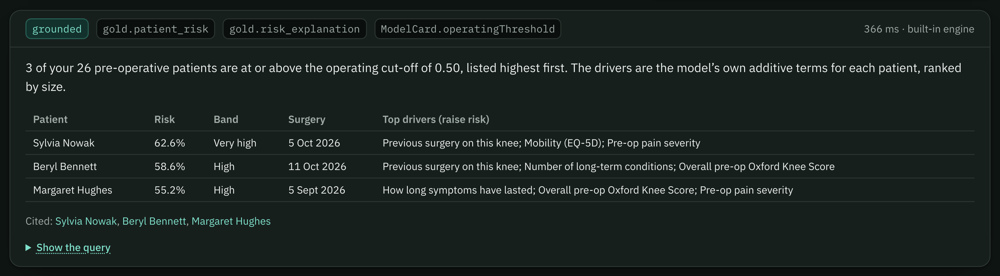 grounded gold.patient_risk gold.risk_explanation ModelCard.operatingThreshold 366 ms · built-in engine
3 of your 26 pre-operative patients are at or above the operating cut-off of 0.50, listed highest first. The drivers are the model’s own additive terms for each patient, ranked
by size.
Patient Risk Band Surgery Top drivers (raise risk)
Sylvia Nowak 62.6% Very high 5 Oct 2026 Previous surgery on this knee; Mobility (EQ-5D); Pre-op pain severity
Beryl Bennett 58.6% High 11 Oct 2026 Previous surgery on this knee; Number of long-term conditions; Overall pre-op Oxford Knee Score
Margaret Hughes 55.2% High 5 Sept 2026 How long symptoms have lasted; Overall pre-op Oxford Knee Score; Pre-op pain severity
Cited: Sylvia Nowak, Beryl Bennett, Margaret Hughes
Show the query